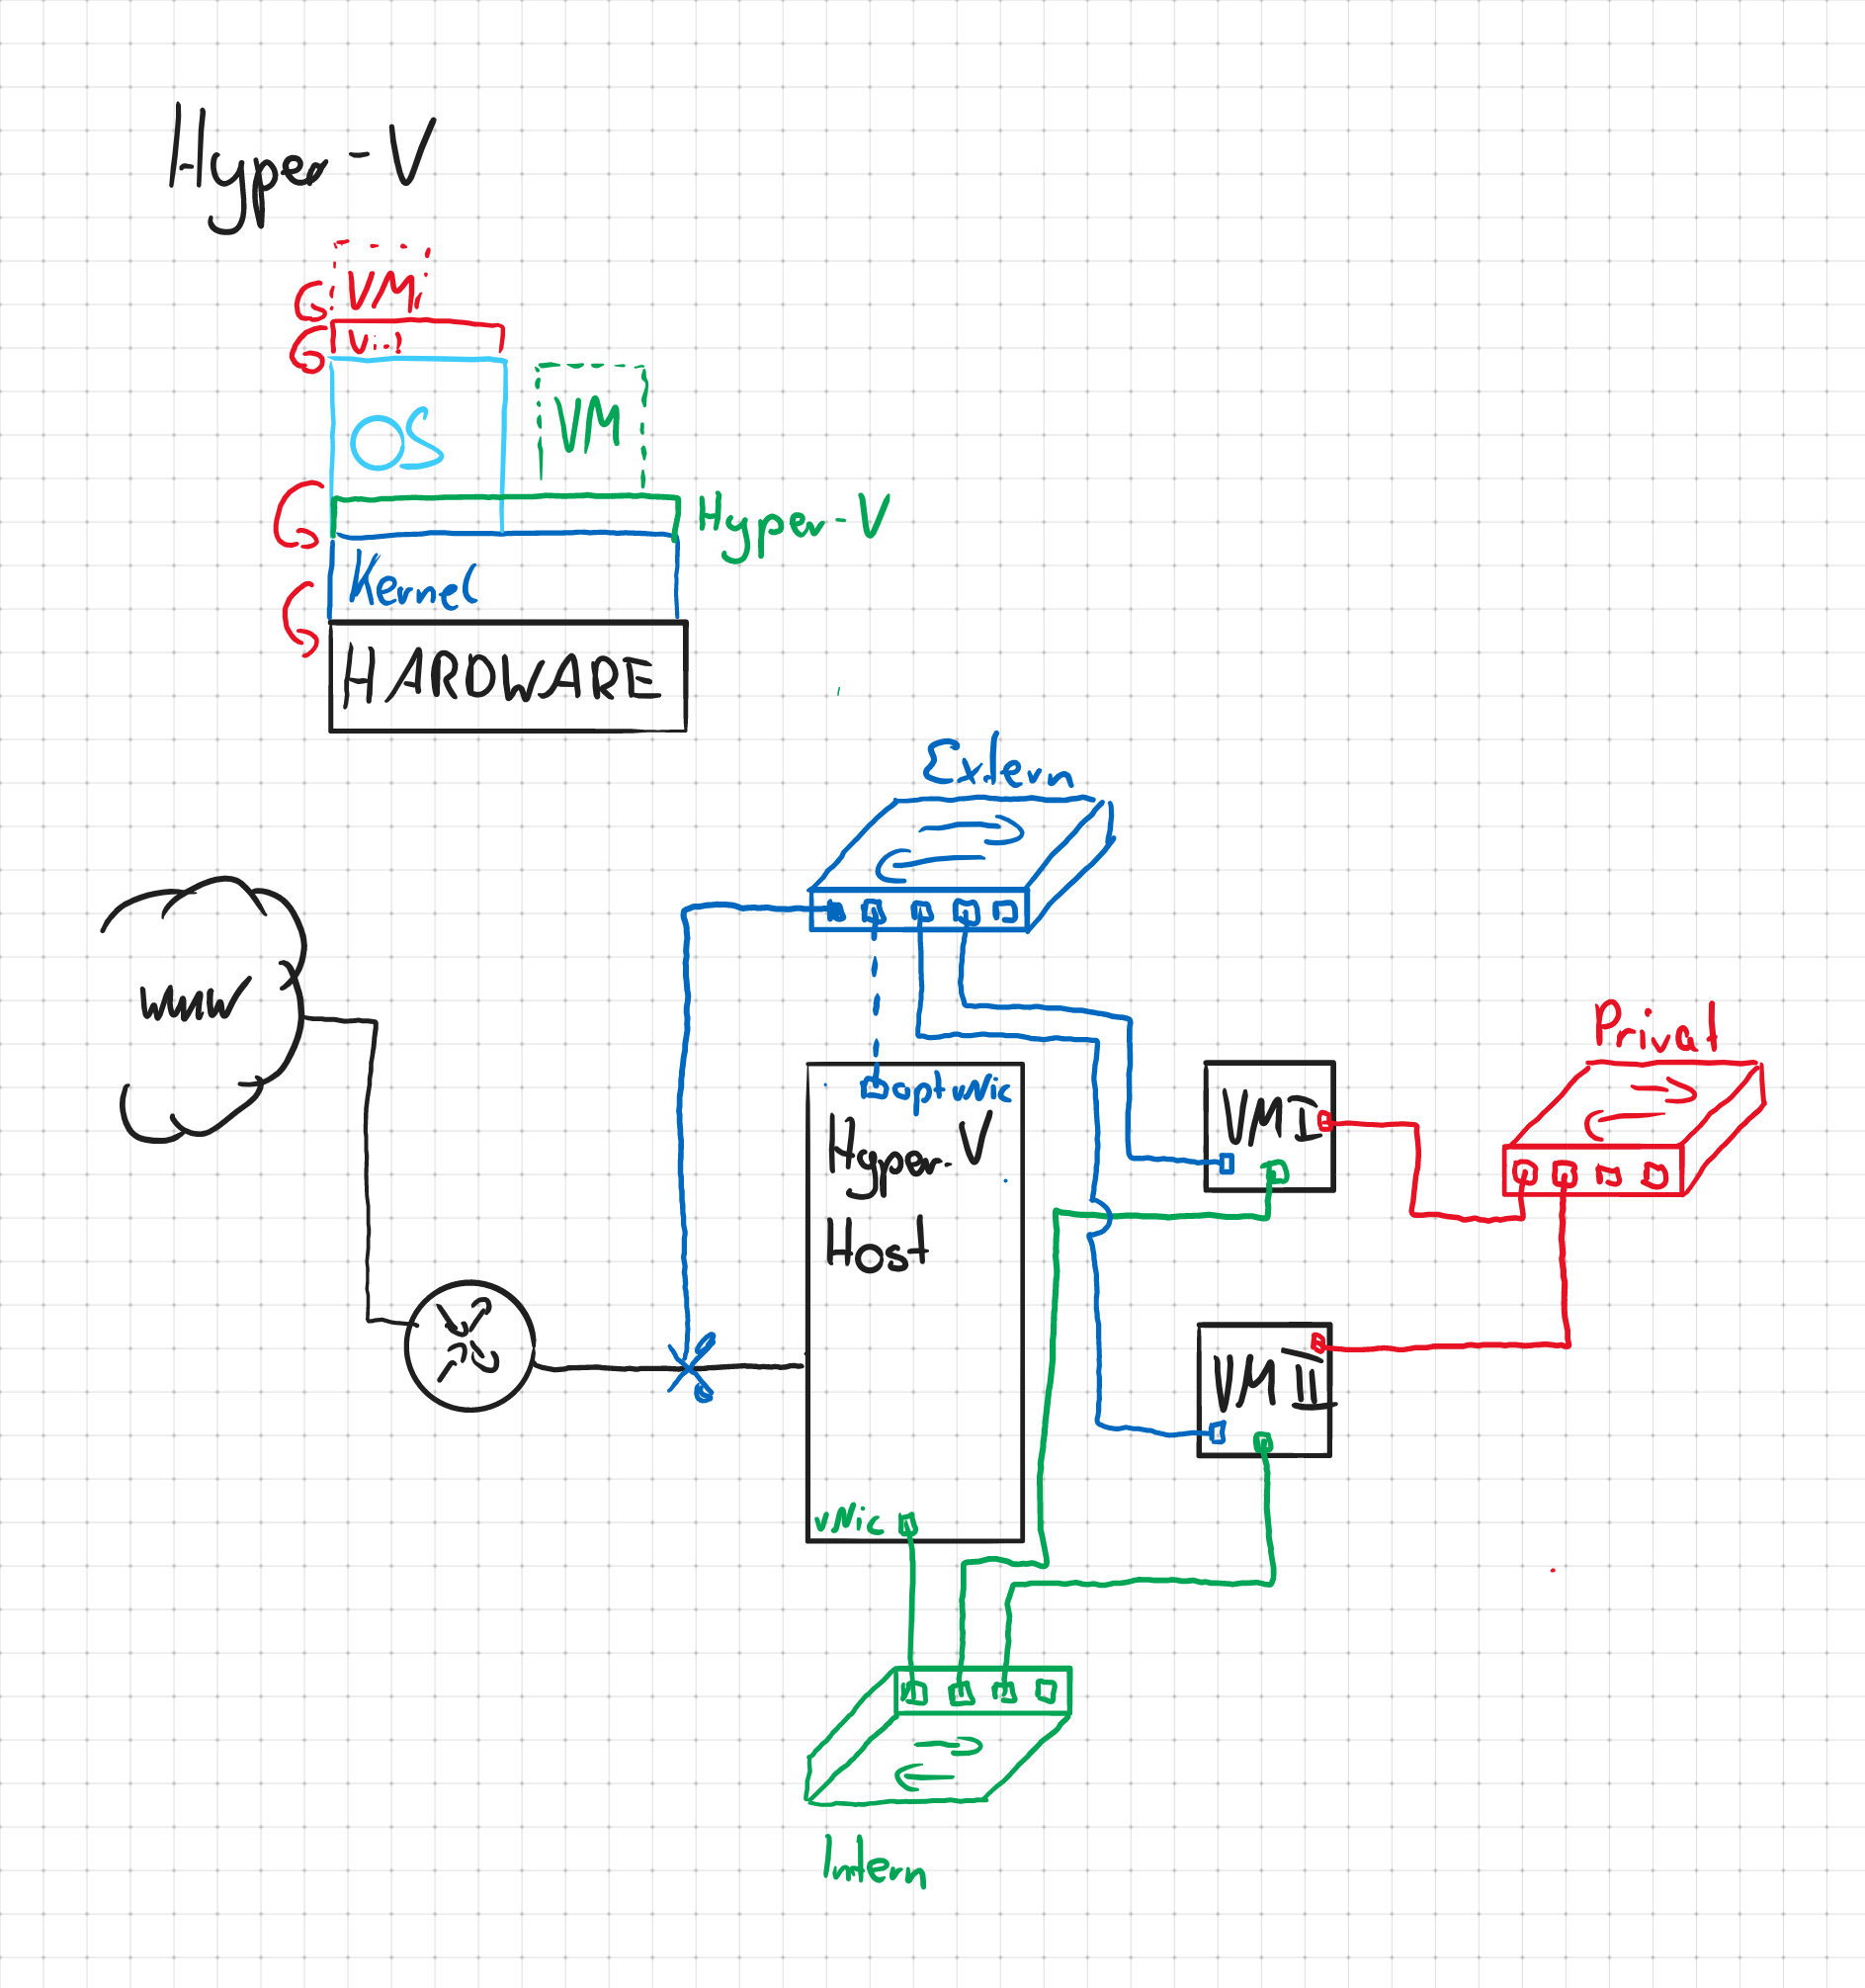 Hyper-V
VM
OS
VM
Hyper-V
Kernel
HARDWARE
Extern
www
Privat
opt vNic
VM I
Hyper-V
Host
VM II
vNic
Intern